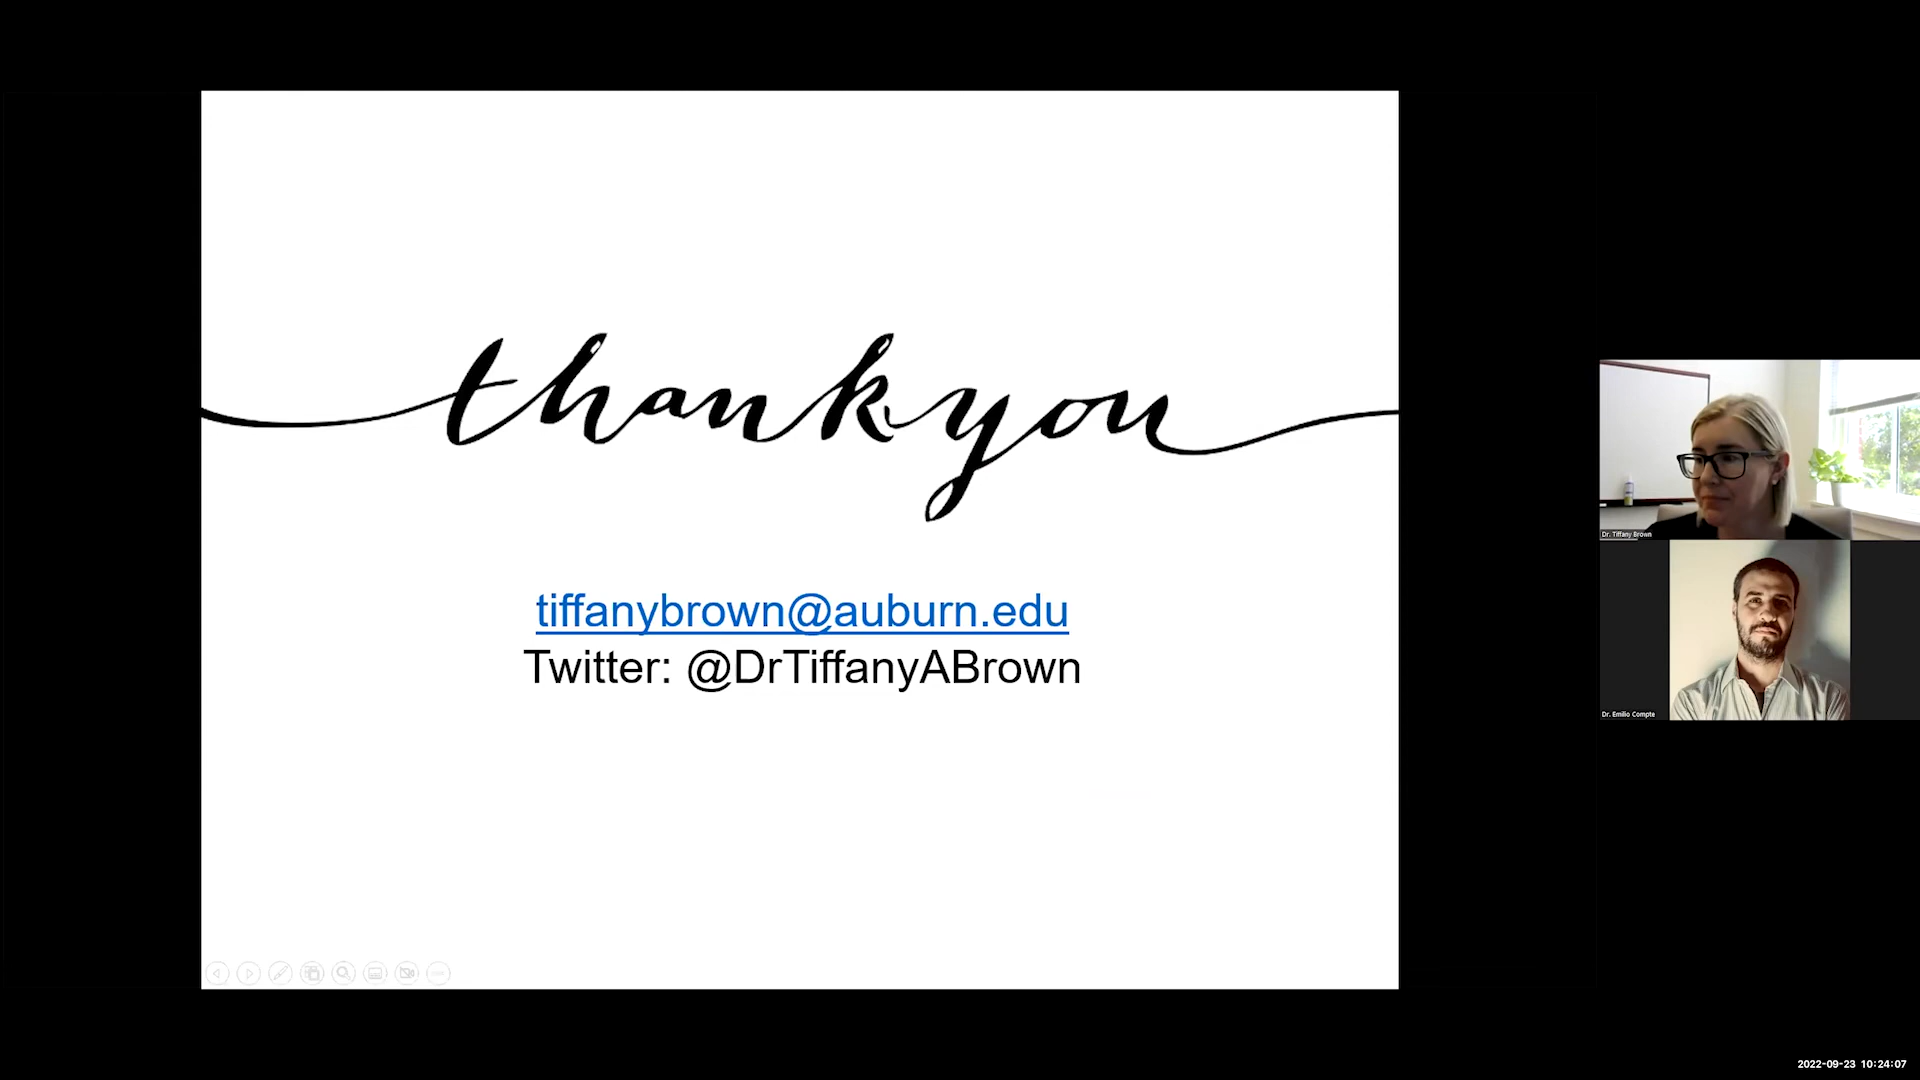 thank you
tiffanybrown@auburn.edu
Twitter: @DrTiffanyABrown
Dr. Tiffany Brown
Dr. Emilio Compte
2022-09-23 10:24:07